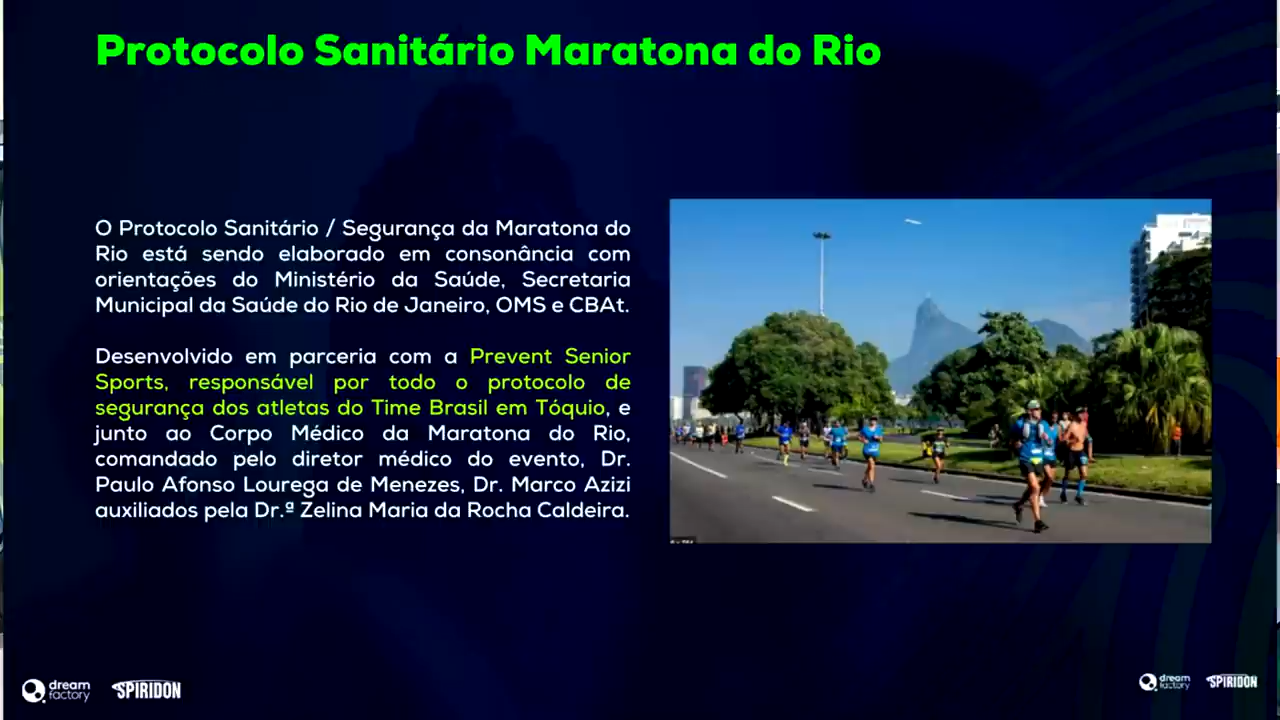 Protocolo Sanitário Maratona do Rio
O Protocolo Sanitário / Segurança da Maratona do
Rio está sendo elaborado em consonância com
orientações do Ministério da Saúde, Secretaria
Municipal da Saúde do Rio de Janeiro, OMS e CBAt.
Desenvolvido em parceria com a Prevent Senior
Sports, responsável por todo o protocolo de
segurança dos atletas do Time Brasil em Tóquio, e
junto ao Corpo Médico da Maratona do Rio,
comandado pelo diretor médico do evento, Dr.
Paulo Afonso Lourega de Menezes, Dr. Marco Azizi
auxiliados pela Dr.ª Zelina Maria da Rocha Caldeira.
dream
factory
SPIRIDON
dream
factory
SPIRIDON